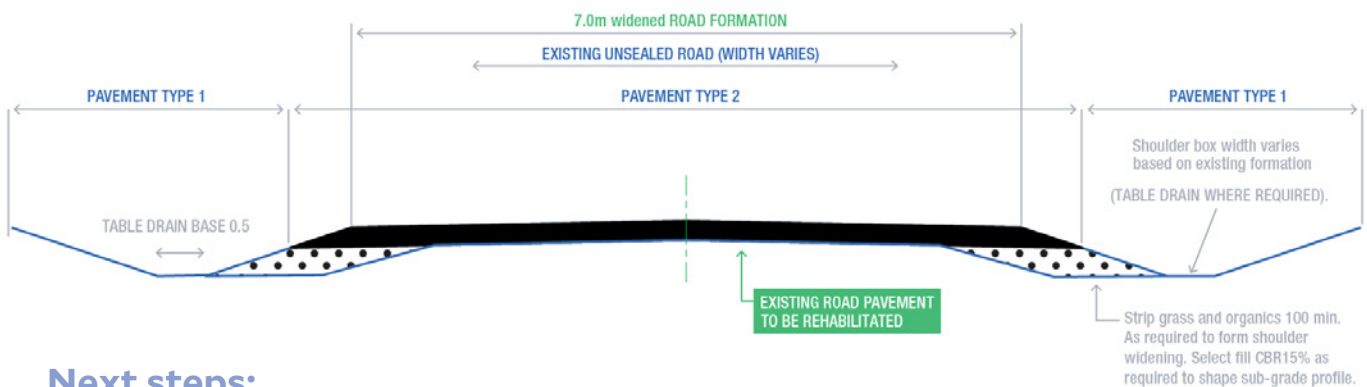 7.0m widened ROAD FORMATION
EXISTING UNSEALED ROAD (WIDTH VARIES)
PAVEMENT TYPE 1
PAVEMENT TYPE 2
PAVEMENT TYPE 1
Shoulder box width varies
based on existing formation
(TABLE DRAIN WHERE REQUIRED).
TABLE DRAIN BASE 0.5
EXISTING ROAD PAVEMENT
TO BE REHABILITATED
Strip grass and organics 100 min.
As required to form shoulder
widening. Select fill CBR15% as
required to shape sub-grade profile.
Next steps: